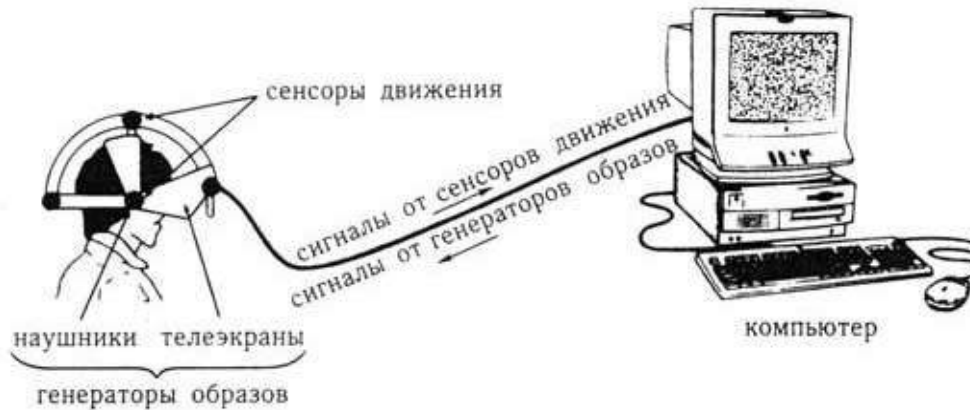 сенсоры движения
сигналы от сенсоров движения
сигналы от генераторов образов
наушники телеэкраны
генераторы образов
компьютер